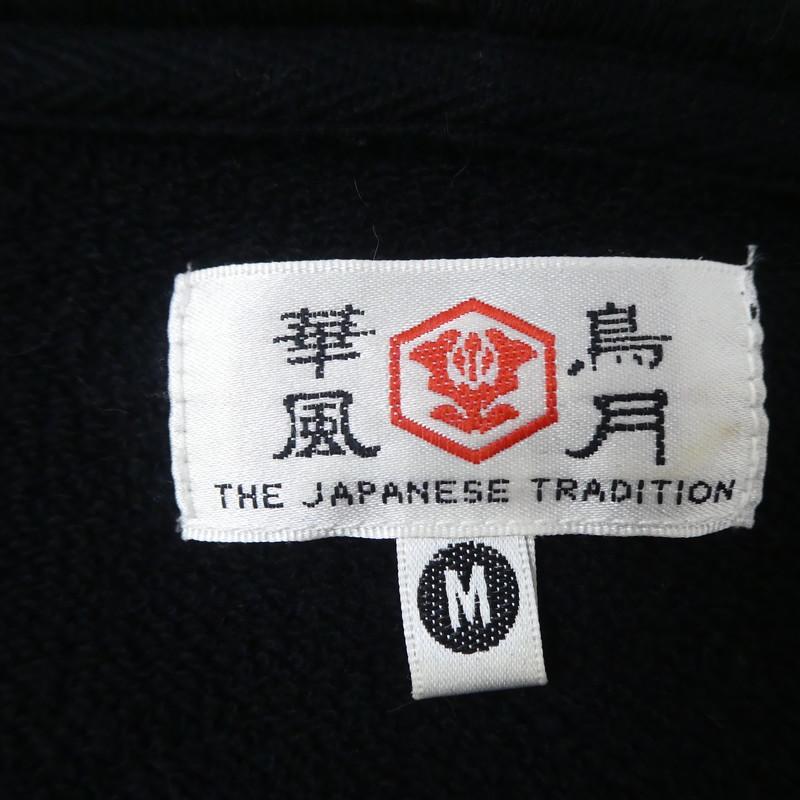 華鳥
風月
THE JAPANESE TRADITION
M